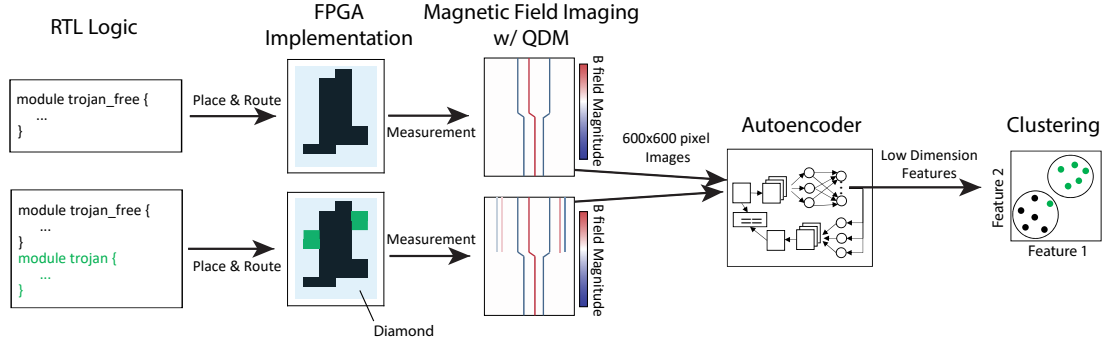 RTL Logic
FPGA
Implementation
Magnetic Field Imaging
w/ QDM
module trojan_free {
...
}
Place & Route
Measurement
B field Magnitude
module trojan_free {
...
}
module trojan {
...
}
Place & Route
Measurement
B field Magnitude
Diamond
600x600 pixel
Images
Autoencoder
==
Low Dimension
Features
Clustering
Feature 2
Feature 1